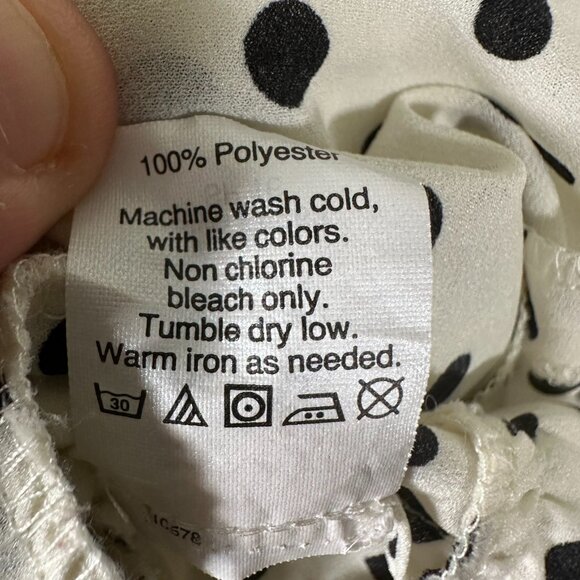 100% Polyester
Machine wash cold,
with like colors.
Non chlorine
bleach only.
Tumble dry low.
Warm iron as needed.
30